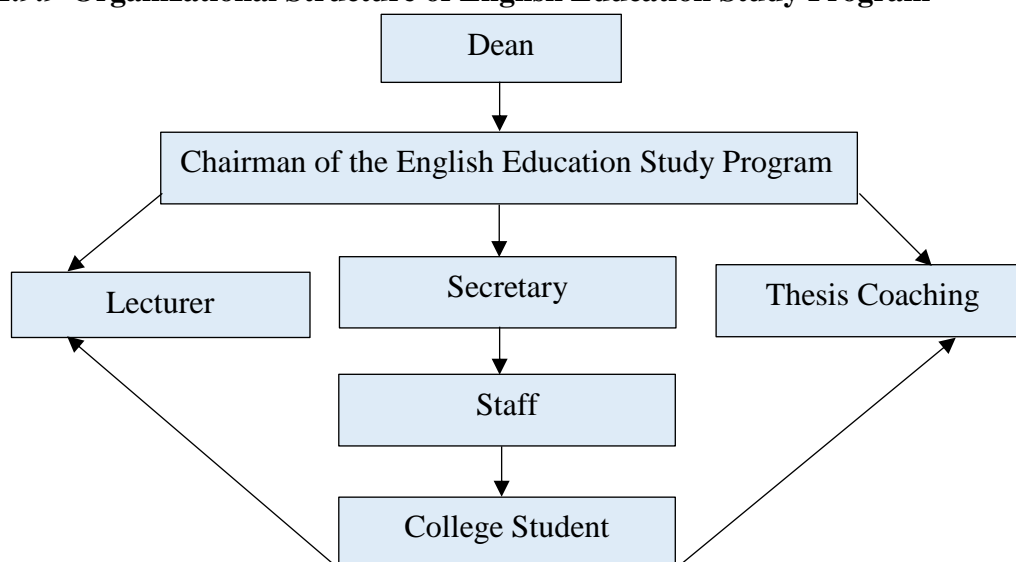 Organizational Structure of English Education Study Program
Dean
Chairman of the English Education Study Program
Lecturer
Secretary
Thesis Coaching
Staff
College Student